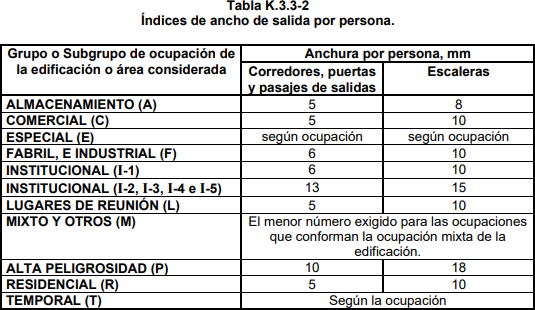 Tabla K.3.3-2
Índices de ancho de salida por persona.
Grupo o Subgrupo de ocupación de la edificación o área considerada
Anchura por persona, mm
Corredores, puertas y pasajes de salidas
Escaleras
ALMACENAMIENTO (A) 5 8
COMERCIAL (C) 5 10
ESPECIAL (E) según ocupación según ocupación
FABRIL, E INDUSTRIAL (F) 6 10
INSTITUCIONAL (I-1) 6 10
INSTITUCIONAL (I-2, I-3, I-4 e I-5) 13 15
LUGARES DE REUNIÓN (L) 5 10
MIXTO Y OTROS (M) El menor número exigido para las ocupaciones
que conforman la ocupación mixta de la
edificación.
ALTA PELIGROSIDAD (P) 10 18
RESIDENCIAL (R) 5 10
TEMPORAL (T) Según la ocupación